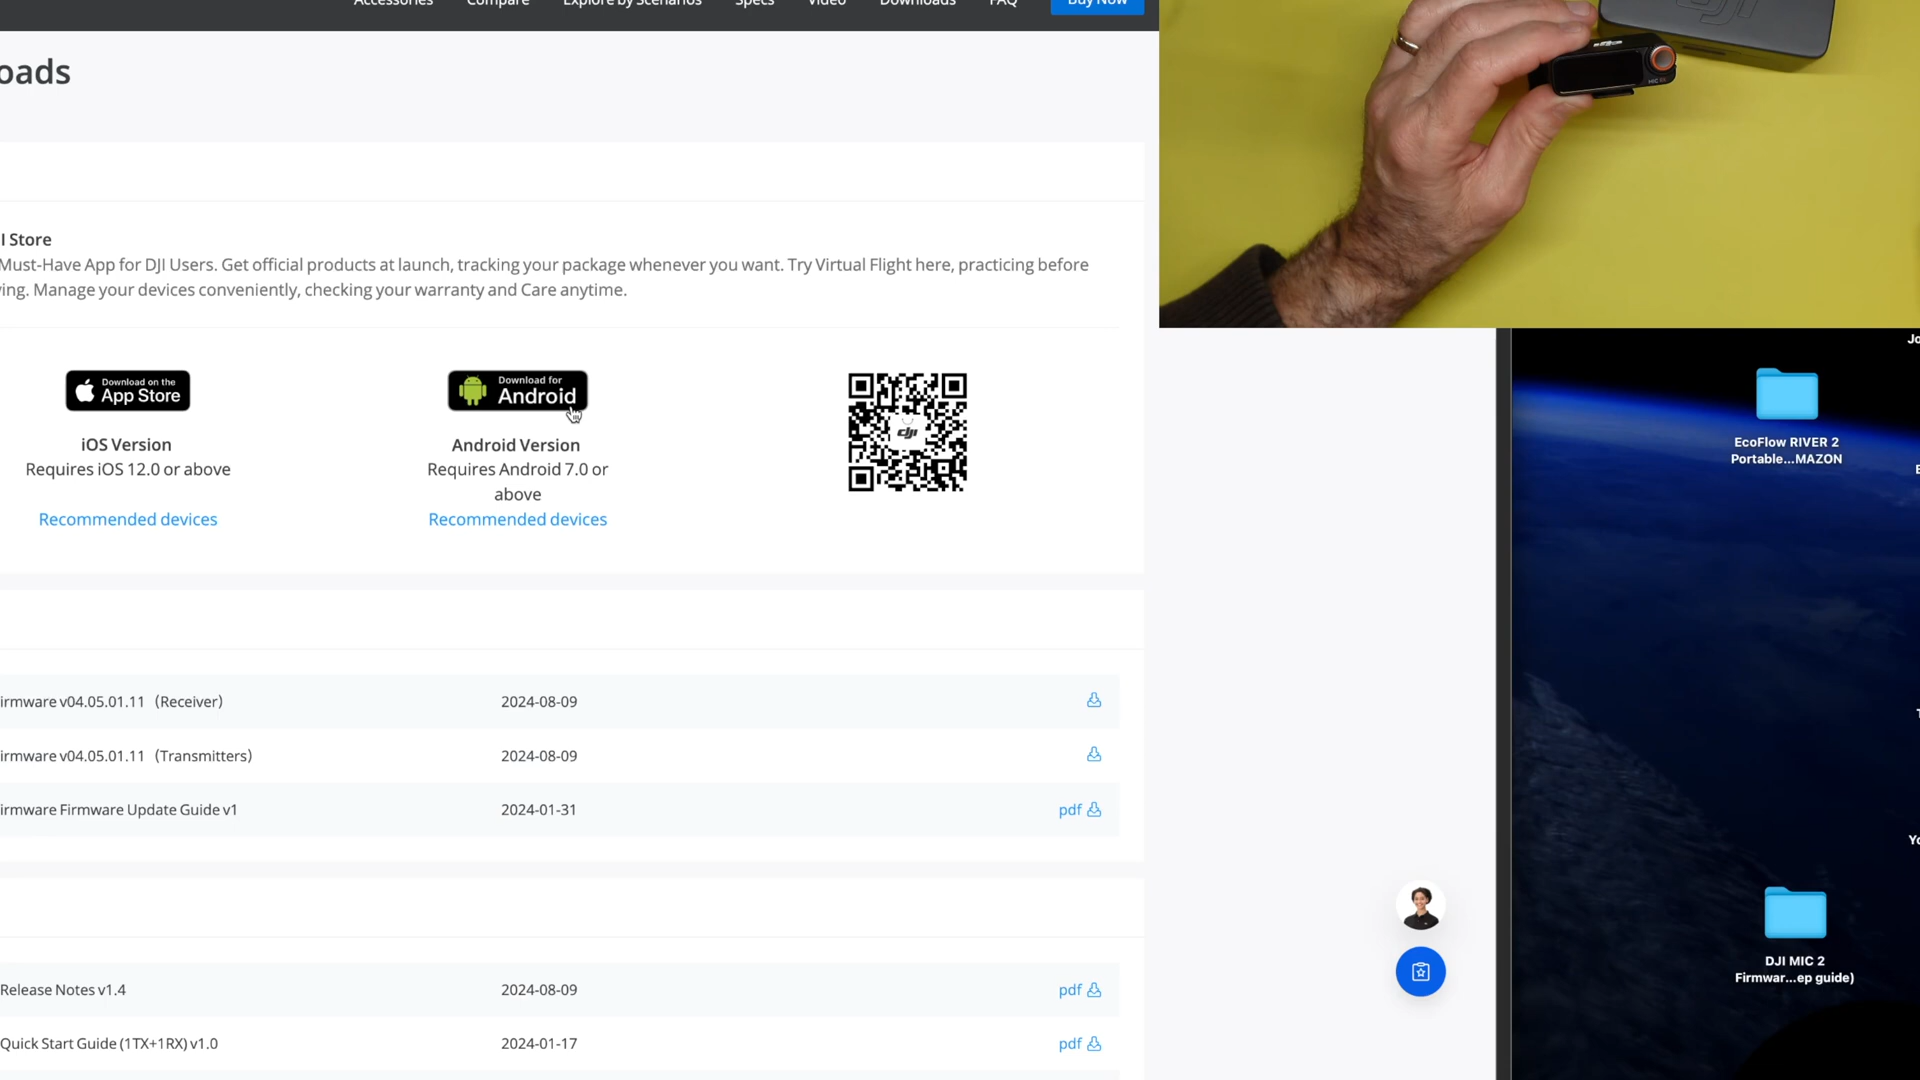 Accessories Compare Explore by Scenarios Specs Video Downloads FAQ Buy Now
oads
l Store
Must-Have App for DJI Users. Get official products at launch, tracking your package whenever you want. Try Virtual Flight here, practicing before
ing. Manage your devices conveniently, checking your warranty and Care anytime.
Download on the
App Store
iOS Version
Requires iOS 12.0 or above
Recommended devices
Download for
Android
Android Version
Requires Android 7.0 or
above
Recommended devices
dji
irmware v04.05.01.11 (Receiver) 2024-08-09
irmware v04.05.01.11 (Transmitters) 2024-08-09
irmware Firmware Update Guide v1 2024-01-31 pdf
Release Notes v1.4 2024-08-09 pdf
Quick Start Guide (1TX+1RX) v1.0 2024-01-17 pdf
dji
MIC
Jo
EcoFlow RIVER 2
Portable...MAZON
DJI MIC 2
Firmwar...ep guide)